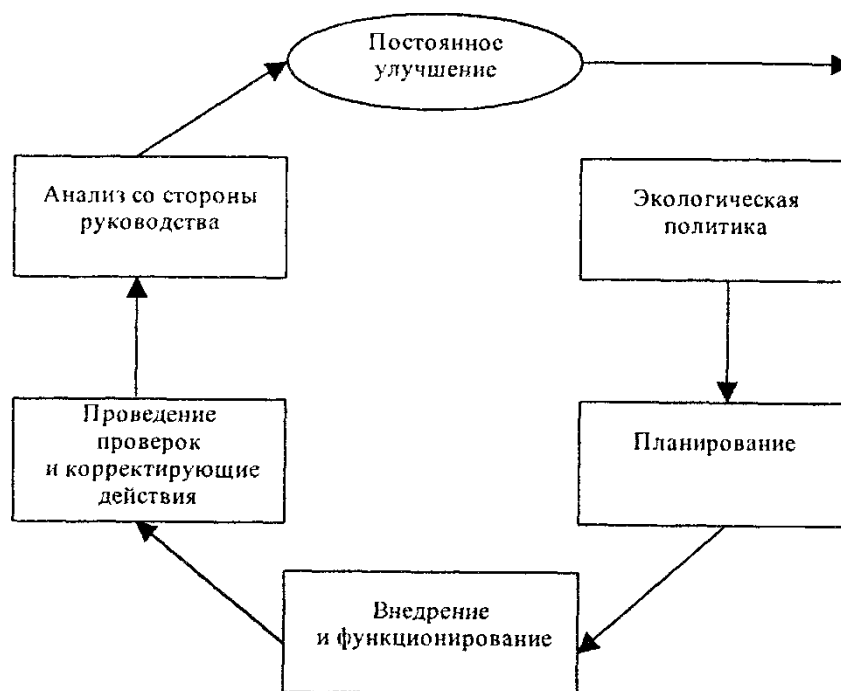 Постоянное
улучшение
Анализ со стороны
руководства
Экологическая
политика
Проведение
проверок
и корректирующие
действия
Планирование
Внедрение
и функционирование